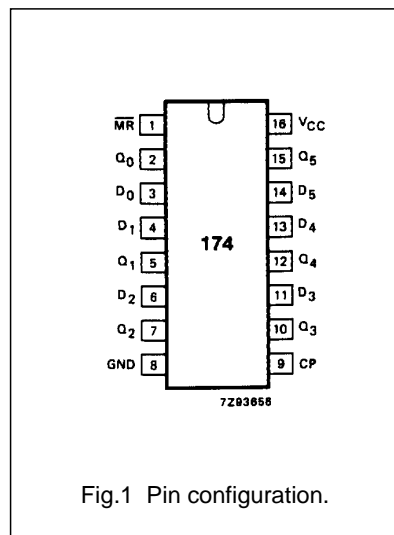 M̅R̅ 1 16 VCC
Q0 2 15 Q5
D0 3 14 D5
D1 4 13 D4
174
Q1 5 12 Q4
D2 6 11 D3
Q2 7 10 Q3
GND 8 9 CP
7Z93656
Fig.1 Pin configuration.